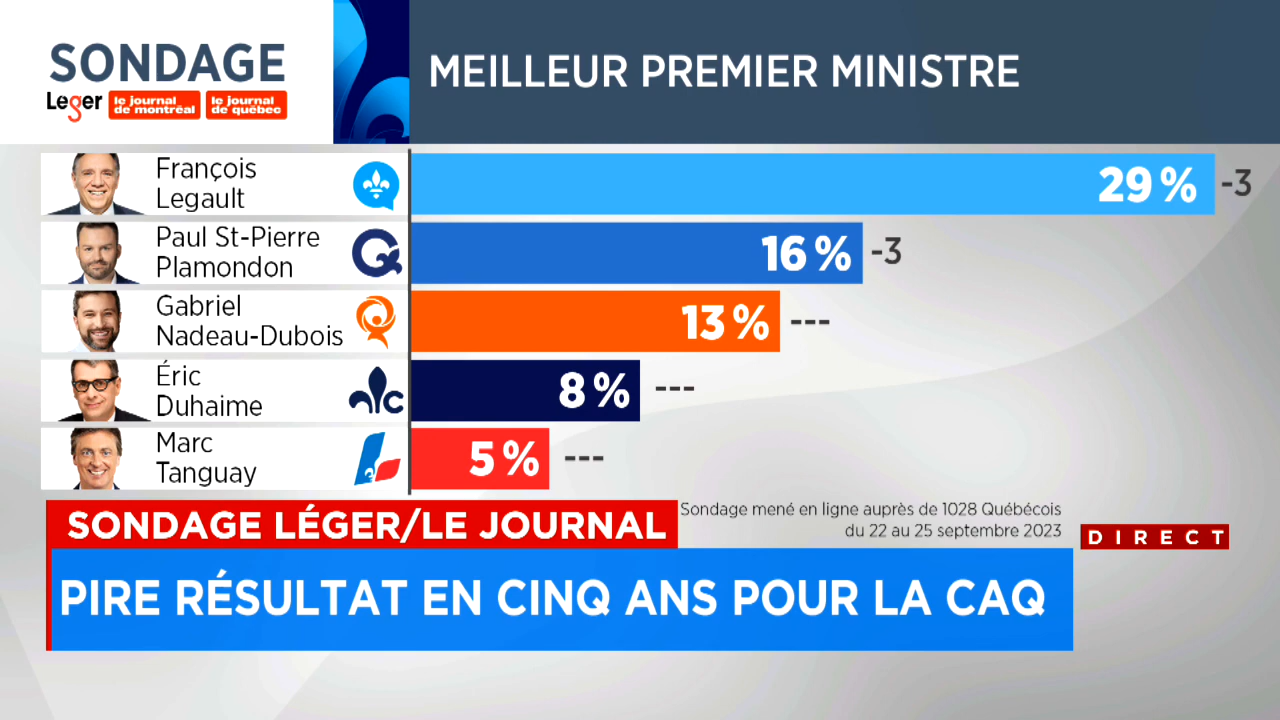 SONDAGE
Leger le journal de montréal le journal de québec
MEILLEUR PREMIER MINISTRE
François
Legault
29 % -3
Paul St-Pierre
Plamondon
16 % -3
Gabriel
Nadeau-Dubois
13 % ---
Éric
Duhaime
8 % ---
Marc
Tanguay
5 % ---
SONDAGE LÉGER/LE JOURNAL
Sondage mené en ligne auprès de 1028 Québécois
du 22 au 25 septembre 2023
DIRECT
PIRE RÉSULTAT EN CINQ ANS POUR LA CAQ